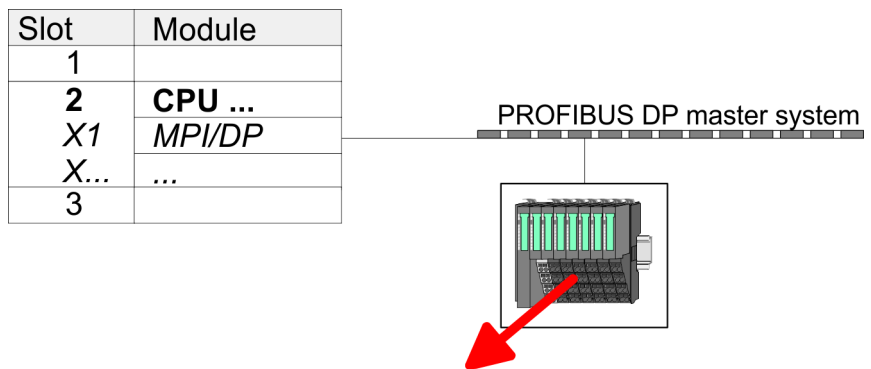 Slot Module
1
2 CPU ...
X1 MPI/DP
X... ...
3
PROFIBUS DP master system